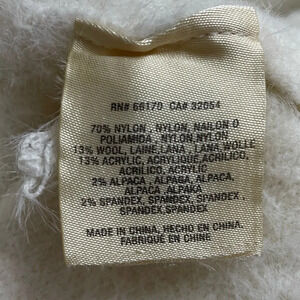 RN# 66170 CA# 32054
70% NYLON , NYLON, NAILON O
POLIAMIDA , NYLON,NYLON
13% WOOL, LAINE,LANA , LANA, WOLLE
13% ACRYLIC, ACRYLIQUE,ACRILICO,
ACRILICO, ACRYLIC
2% ALPACA , ALPAGA, ALPACA,
ALPACA , ALPAKA
2% SPANDEX, SPANDEX, SPANDEX ,
SPANDEX,SPANDEX
MADE IN CHINA, HECHO EN CHINA.
FABRIQUÉ EN CHINE